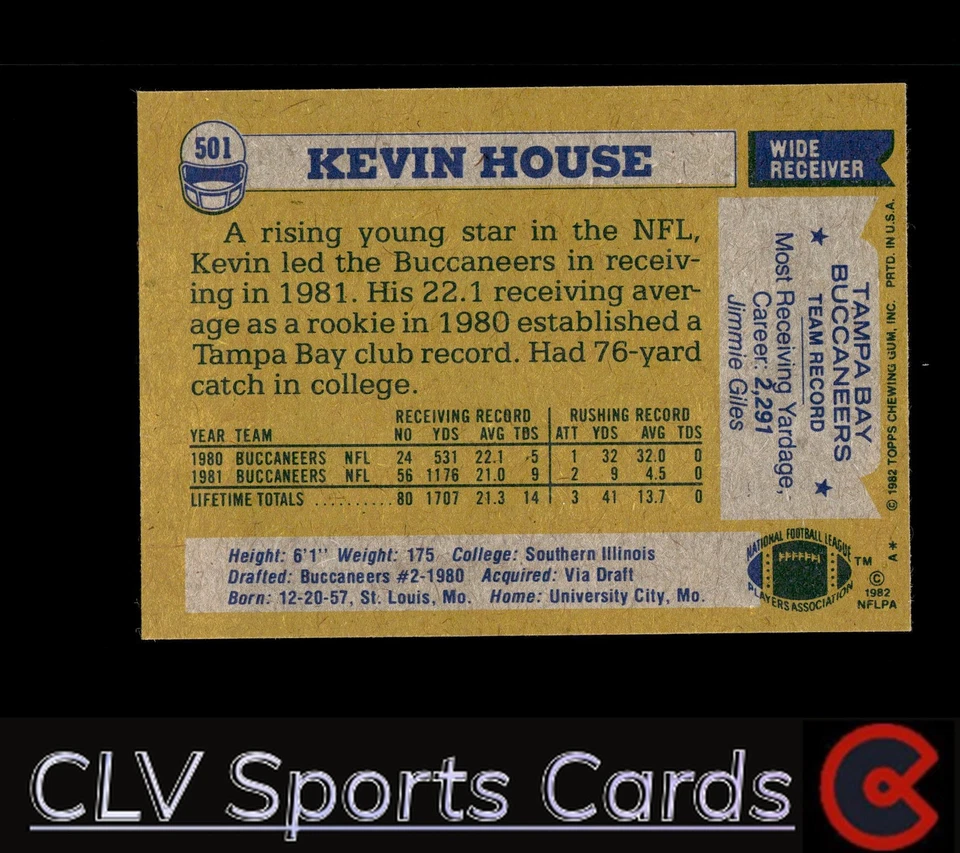 501
KEVIN HOUSE
WIDE
RECEIVER
A rising young star in the NFL,
Kevin led the Buccaneers in receiv-
ing in 1981. His 22.1 receiving aver-
age as a rookie in 1980 established a
Tampa Bay club record. Had 76-yard
catch in college.
RECEIVING RECORD RUSHING RECORD
YEAR TEAM NO YDS AVG TDS ATT YDS AVG TDS
1980 BUCCANEERS NFL 24 531 22.1 5 1 32 32.0 0
1981 BUCCANEERS NFL 56 1176 21.0 9 2 9 4.5 0
LIFETIME TOTALS .......... 80 1707 21.3 14 3 41 13.7 0
Height: 6'1" Weight: 175 College: Southern Illinois
Drafted: Buccaneers #2-1980 Acquired: Via Draft
Born: 12-20-57, St. Louis, Mo. Home: University City, Mo.
TAMPA BAY
BUCCANEERS
TEAM RECORD
Most Receiving Yardage,
Career: 2,291
Jimmie Giles
© 1982 TOPPS CHEWING GUM, INC. PRTD. IN U.S.A.
A*
NATIONAL FOOTBALL LEAGUE
PLAYERS ASSOCIATION
TM
©
1982
NFLPA
CLV Sports Cards